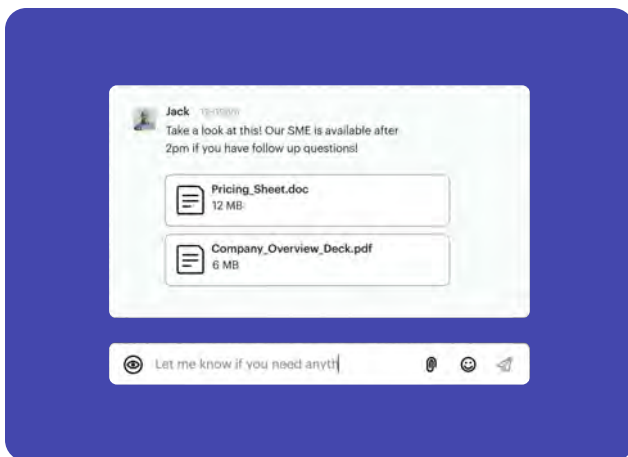 Jack
Take a look at this! Our SME is available after
2pm if you have follow up questions!
Pricing_Sheet.doc
12 MB
Company_Overview_Deck.pdf
6 MB
Let me know if you need anyth